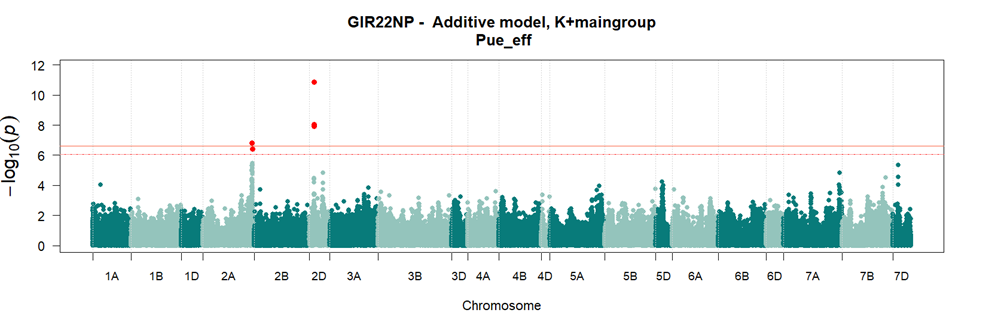 GIR22NP - Additive model, K+maingroup
Pue_eff
12
10
8
6
4
2
0
−log10(p)
1A 1B 1D 2A 2B 2D 3A 3B 3D 4A 4B 4D 5A 5B 5D 6A 6B 6D 7A 7B 7D
Chromosome